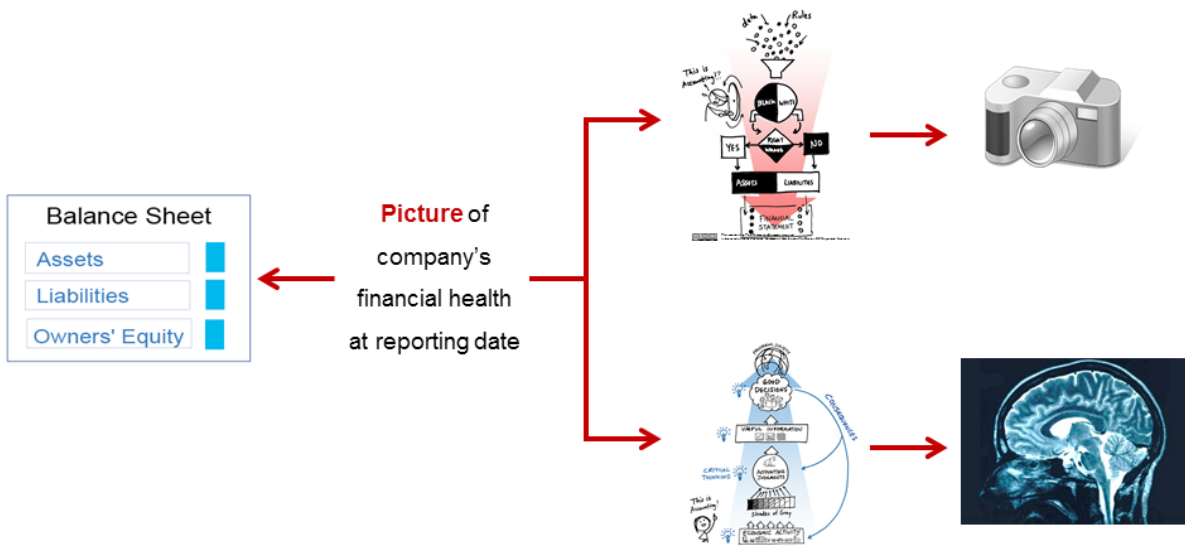 Balance Sheet
Assets
Liabilities
Owners' Equity
Picture of
company's
financial health
at reporting date
data
Rules
This is
Accounting!?
BLACK WHITE
RIGHT
WRONG
YES
NO
ASSETS
LIABILITIES
FINANCIAL
STATEMENT
GOOD
DECISIONS
CONSEQUENCES
USEFUL INFORMATION
CRITICAL
THINKING
ACCOUNTING
JUDGMENTS
Shades of Gray
This is
Accounting!
ECONOMIC ACTIVITY